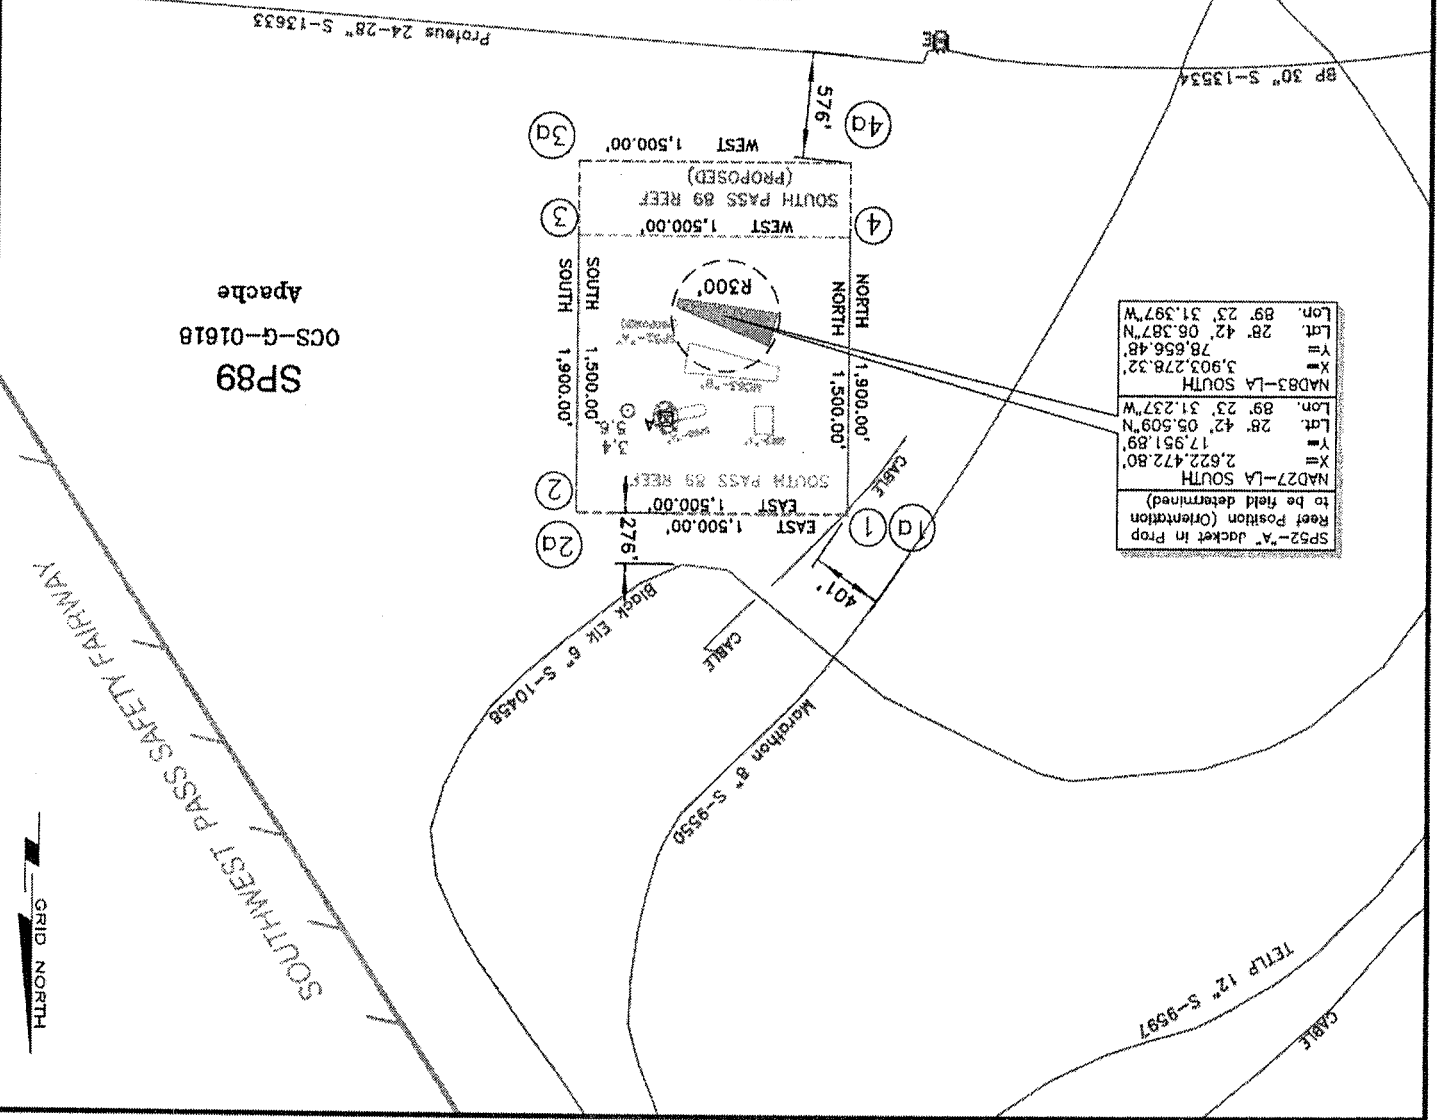 CABLE
TETLP 12" S-9597
GRID NORTH
SOUTHWEST PASS SAFETY FAIRWAY
Marathon 8" S-9550
Black Elk 6" S-10458
CABLE
401'
276'
CABLE
1a
1
2a
2
EAST 1,500.00'
EAST 1,500.00'
SOUTH PASS 89 REEF
SP52-"A" Jacket in Prop
Reef Position (Orientation
to be field determined)
NAD27-LA SOUTH
X= 2,622,472.80
Y= 17,951.89'
Lat. 28° 42' 05.509"N
Lon. 89° 23' 31.237"W
NAD83-LA SOUTH
X= 3,903,278.32'
Y= 78,656.48'
Lat. 28° 42' 06.387"N
Lon. 89° 23' 31.397"W
3,4
5,6
A
NORTH 1,900.00'
NORTH 1,500.00'
SOUTH 1,500.00'
SOUTH 1,900.00'
R300'
SP89
OCS-G-01618
Apache
4
3
WEST 1,500.00'
SOUTH PASS 89 REEF
(PROPOSED)
WEST 1,500.00'
4a
3a
576'
BP 30" S-13534
Proteus 24-28" S-13633